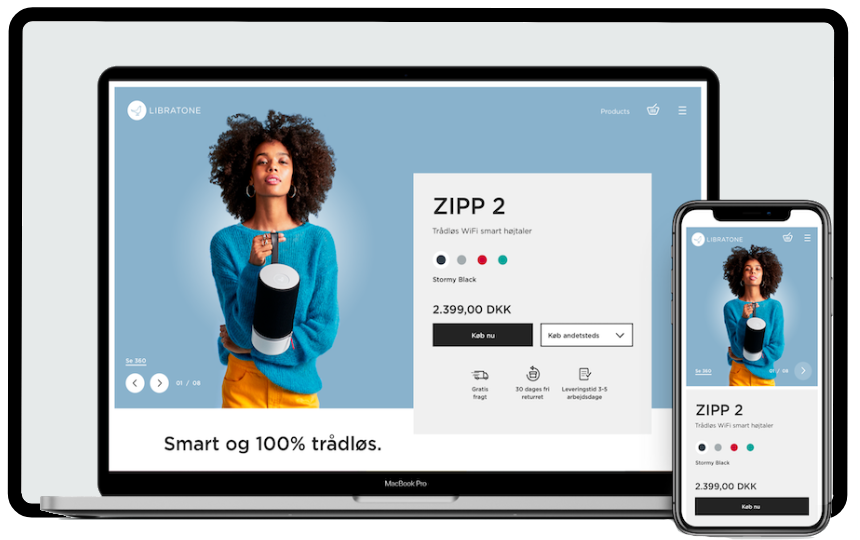 LIBRATONE
Products
ZIPP 2
Trådløs WiFi smart højtaler
Stormy Black
2.399,00 DKK
Køb nu
Køb andetsteds
Gratis
fragt
30 dages fri
returret
Leveringstid 3-5
arbejdsdage
Se 360
01 / 08
Smart og 100% trådløs.
MacBook Pro
LIBRATONE
Se 360
01 / 08
ZIPP 2
Trådløs WiFi smart højtaler
Stormy Black
2.399,00 DKK
Køb nu